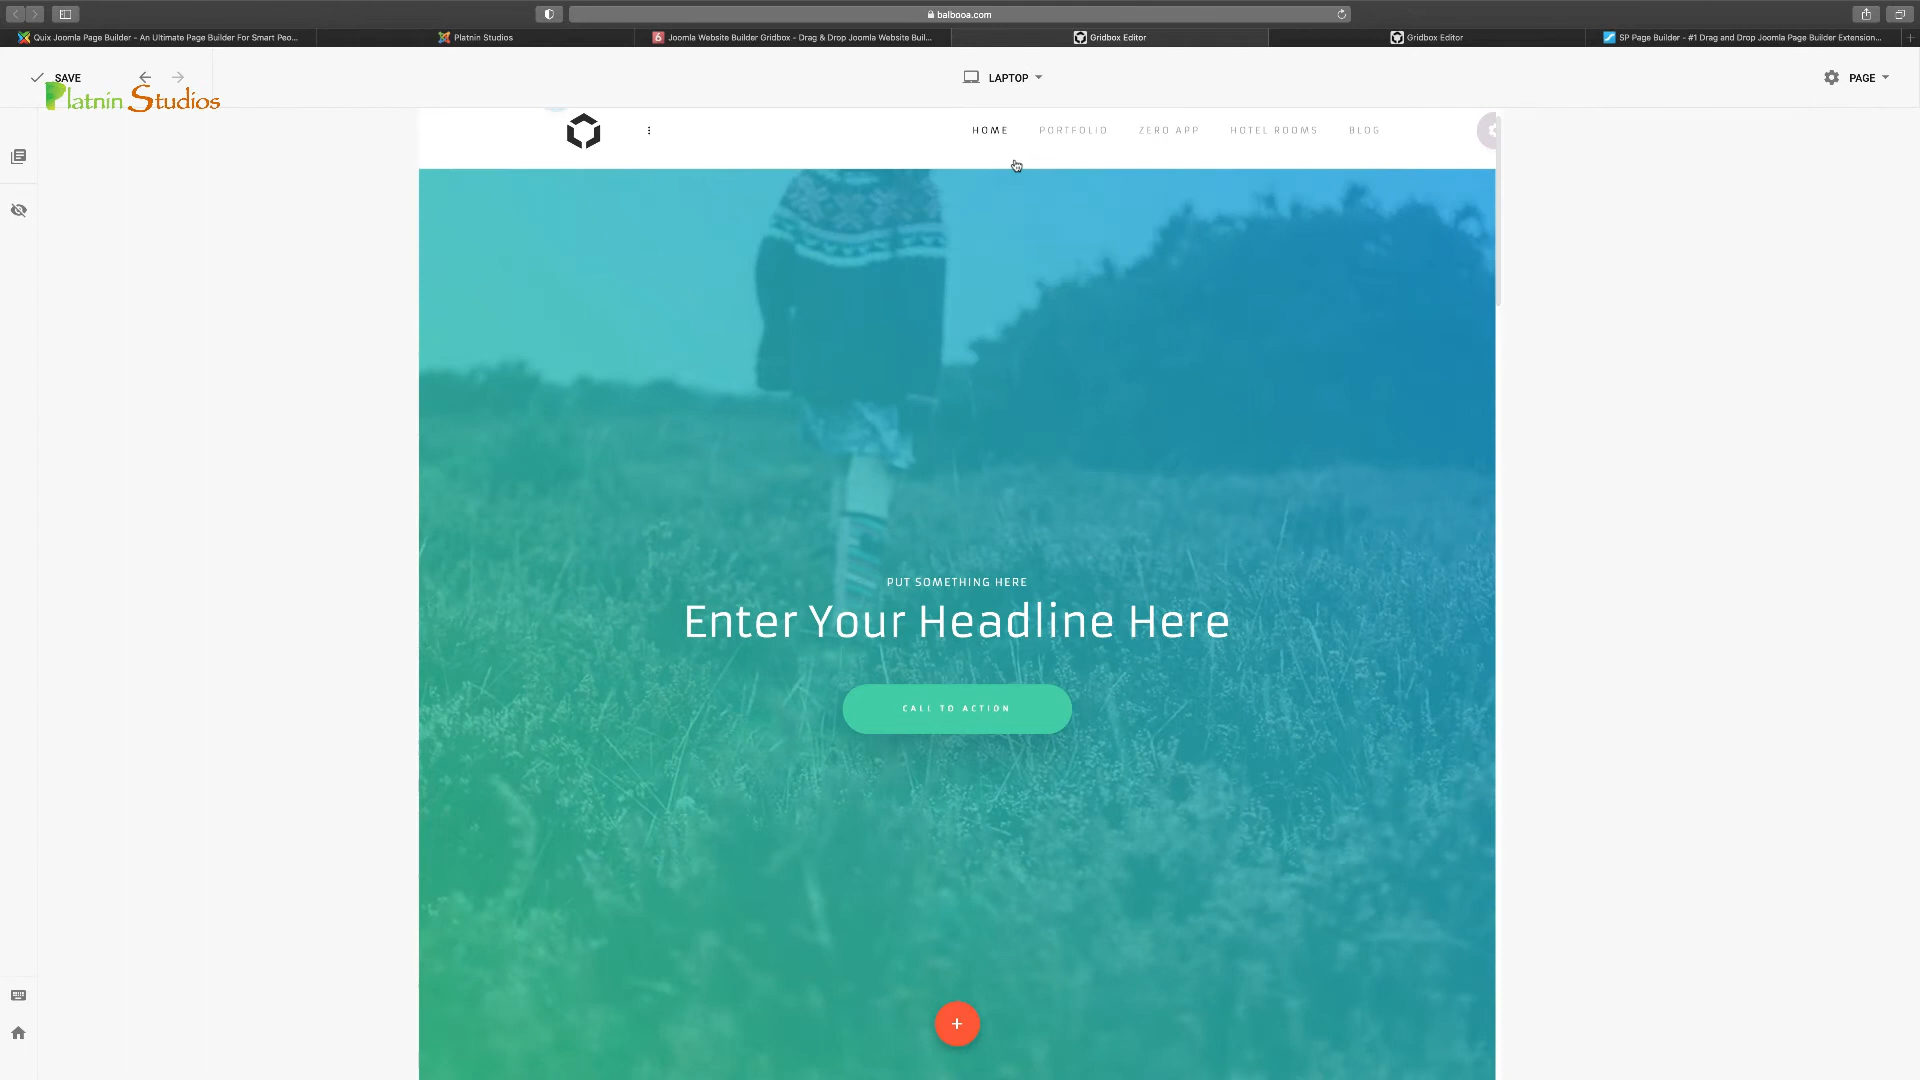 balbooa.com
Quix Joomla Page Builder - An Ultimate Page Builder For Smart Peo...
Platnin Studios
6 Joomla Website Builder Gridbox - Drag & Drop Joomla Website Buil...
Gridbox Editor
Gridbox Editor
SP Page Builder - #1 Drag and Drop Joomla Page Builder Extension...
SAVE
LAPTOP
PAGE
Platnin Studios
HOME
PORTFOLIO
ZERO APP
HOTEL ROOMS
BLOG
PUT SOMETHING HERE
Enter Your Headline Here
CALL TO ACTION